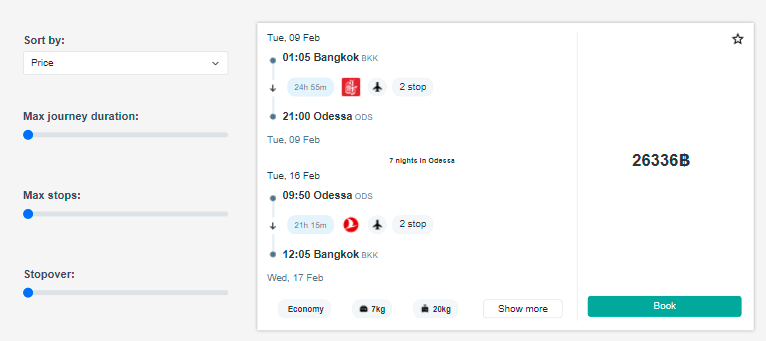 Sort by:
Price
Max journey duration:
Max stops:
Stopover:
Tue, 09 Feb
01:05 Bangkok BKK
24h 55m 2 stop
21:00 Odessa ODS
Tue, 09 Feb
7 nights in Odessa
Tue, 16 Feb
09:50 Odessa ODS
21h 15m 2 stop
12:05 Bangkok BKK
Wed, 17 Feb
Economy 7kg 20kg Show more
26336฿
Book